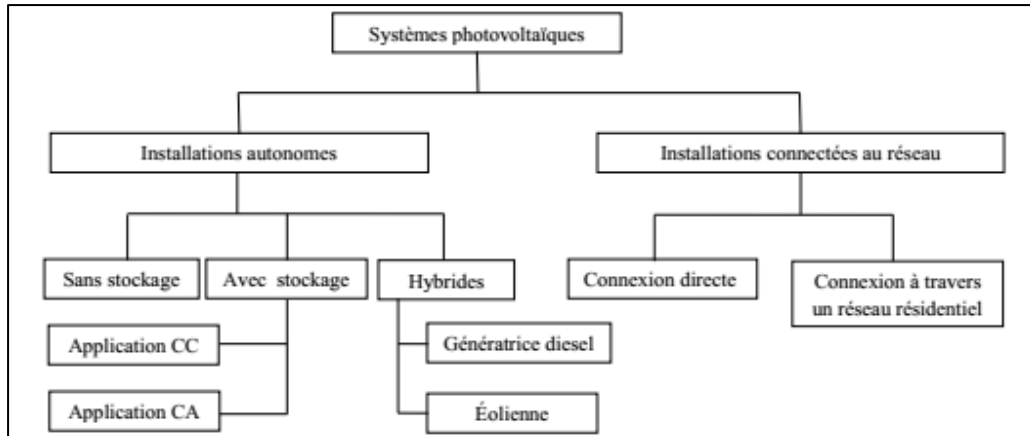 Systèmes photovoltaïques
Installations autonomes
Installations connectées au réseau
Sans stockage
Avec stockage
Hybrides
Connexion directe
Connexion à travers
un réseau résidentiel
Application CC
Génératrice diesel
Application CA
Éolienne